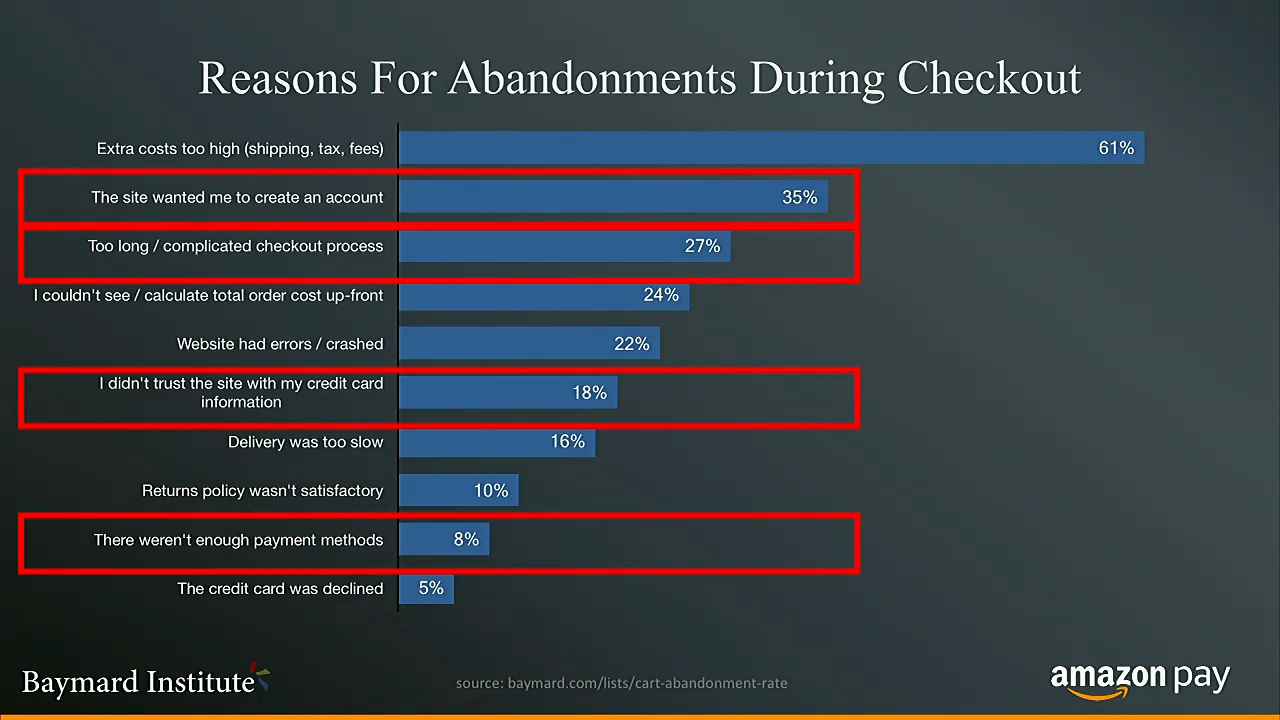 Reasons For Abandonments During Checkout
Extra costs too high (shipping, tax, fees) 61%
The site wanted me to create an account 35%
Too long / complicated checkout process 27%
I couldn't see / calculate total order cost up-front 24%
Website had errors / crashed 22%
I didn't trust the site with my credit card
information 18%
Delivery was too slow 16%
Returns policy wasn't satisfactory 10%
There weren't enough payment methods 8%
The credit card was declined 5%
Baymard Institute
source: baymard.com/lists/cart-abandonment-rate
amazon pay